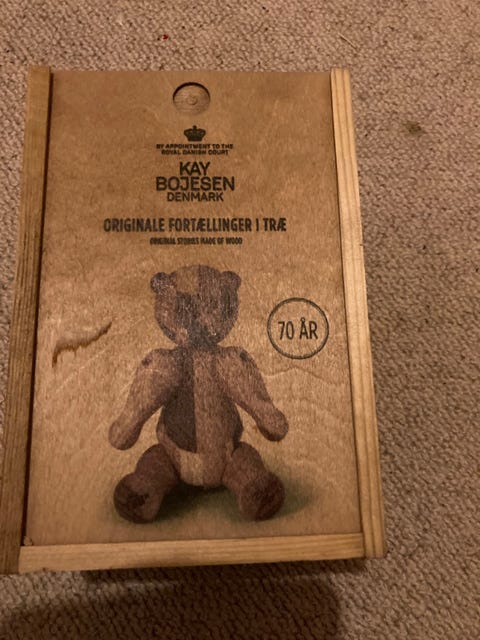 BY APPOINTMENT TO THE
ROYAL DANISH COURT
KAY
BOJESEN
DENMARK
ORIGINALE FORTÆLLINGER I TRÆ
ORIGINAL STORIES MADE OF WOOD
70 ÅR